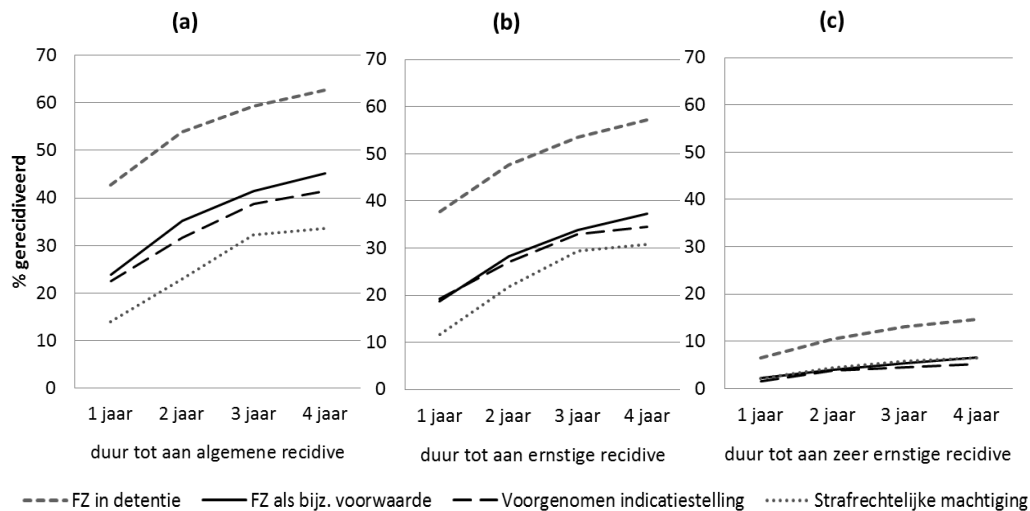 (a)
(b)
(c)
% gerecidiveerd
70
60
50
40
30
20
10
0
1 jaar 2 jaar 3 jaar 4 jaar
duur tot aan algemene recidive
70
60
50
40
30
20
10
0
1 jaar 2 jaar 3 jaar 4 jaar
duur tot aan ernstige recidive
70
60
50
40
30
20
10
0
1 jaar 2 jaar 3 jaar 4 jaar
duur tot aan zeer ernstige recidive
FZ in detentie FZ als bijz. voorwaarde Voorgenomen indicatiestelling Strafrechtelijke machtiging